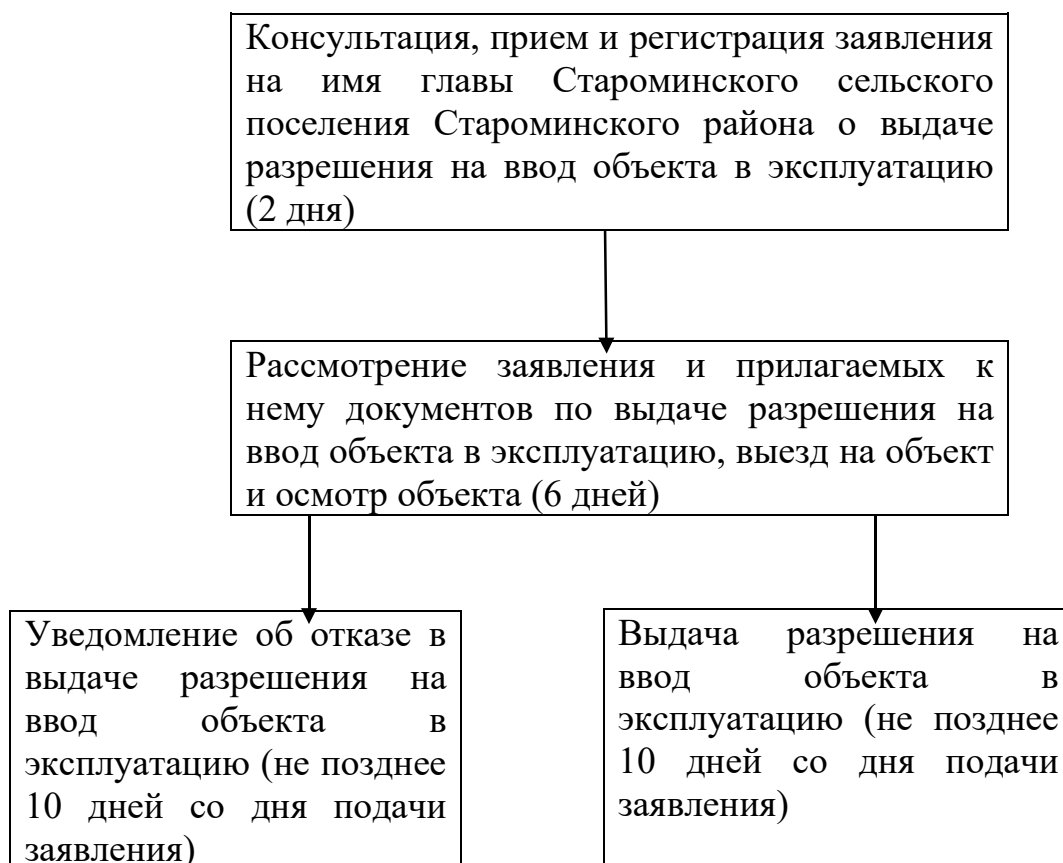 Консультация, прием и регистрация заявления
на имя главы Староминского сельского
поселения Староминского района о выдаче
разрешения на ввод объекта в эксплуатацию
(2 дня)
Рассмотрение заявления и прилагаемых к
нему документов по выдаче разрешения на
ввод объекта в эксплуатацию, выезд на объект
и осмотр объекта (6 дней)
Уведомление об отказе в
выдаче разрешения на
ввод объекта в
эксплуатацию (не позднее
10 дней со дня подачи
заявления)
Выдача разрешения на
ввод объекта в
эксплуатацию (не позднее
10 дней со дня подачи
заявления)